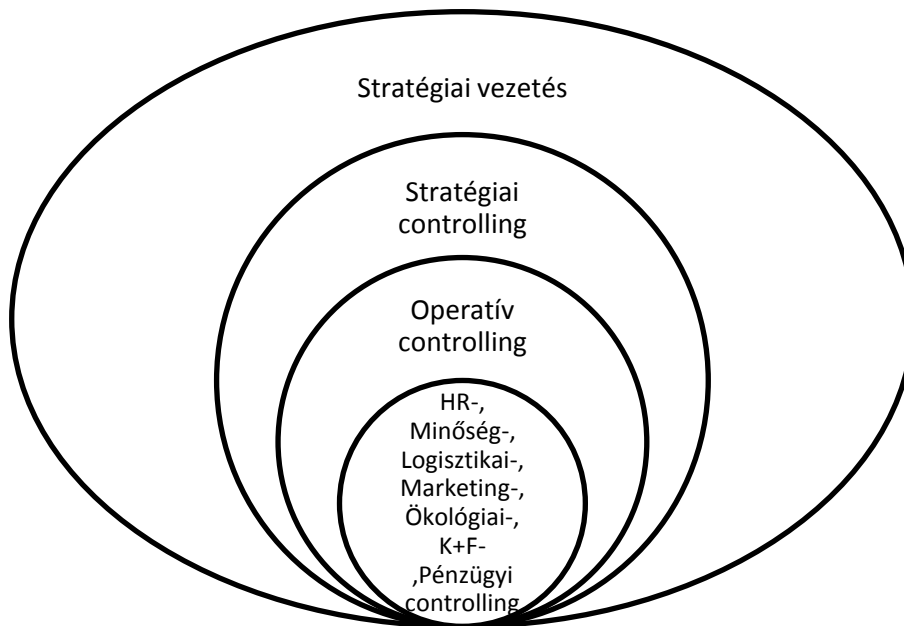 Stratégiai vezetés
Stratégiai
controlling
Operatív
controlling
HR-,
Minőség-,
Logisztikai-,
Marketing-,
Ökológiai-,
K+F-
,Pénzügyi
controlling